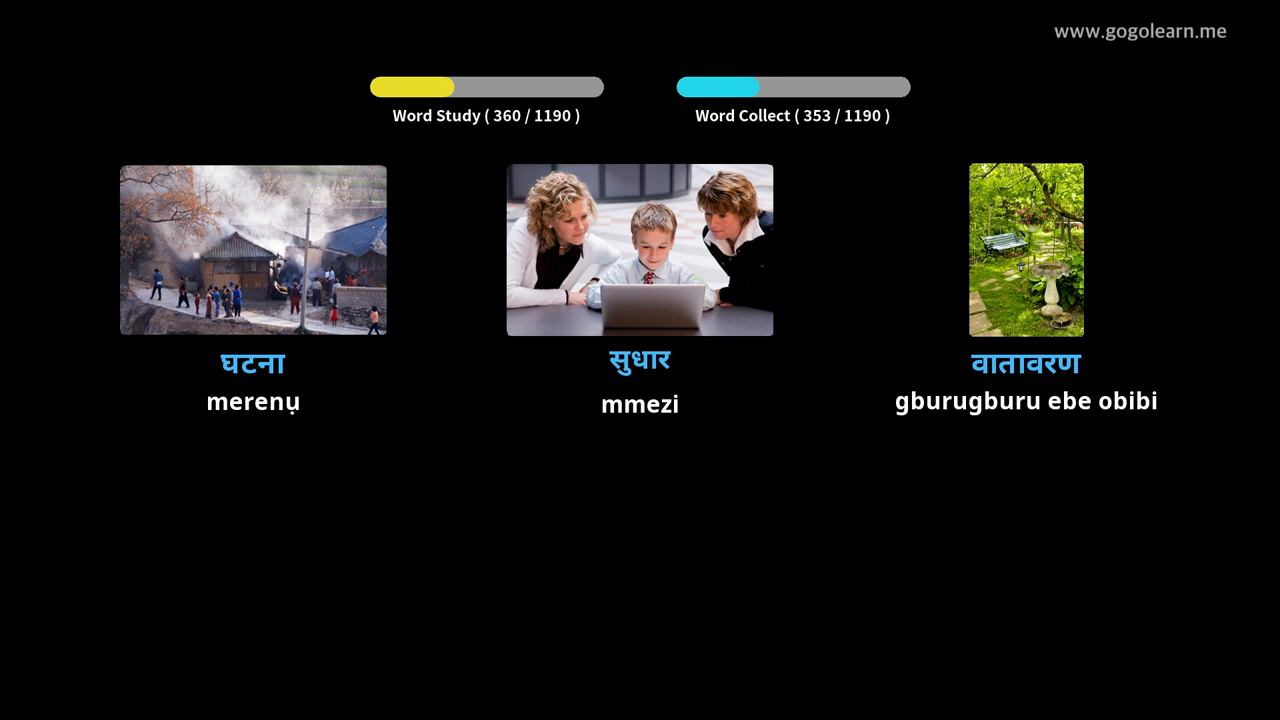 www.gogolearn.me
Word Study ( 360 / 1190 )
Word Collect ( 353 / 1190 )
घटना
merenụ
सुधार
mmezi
वातावरण
gburugburu ebe obibi